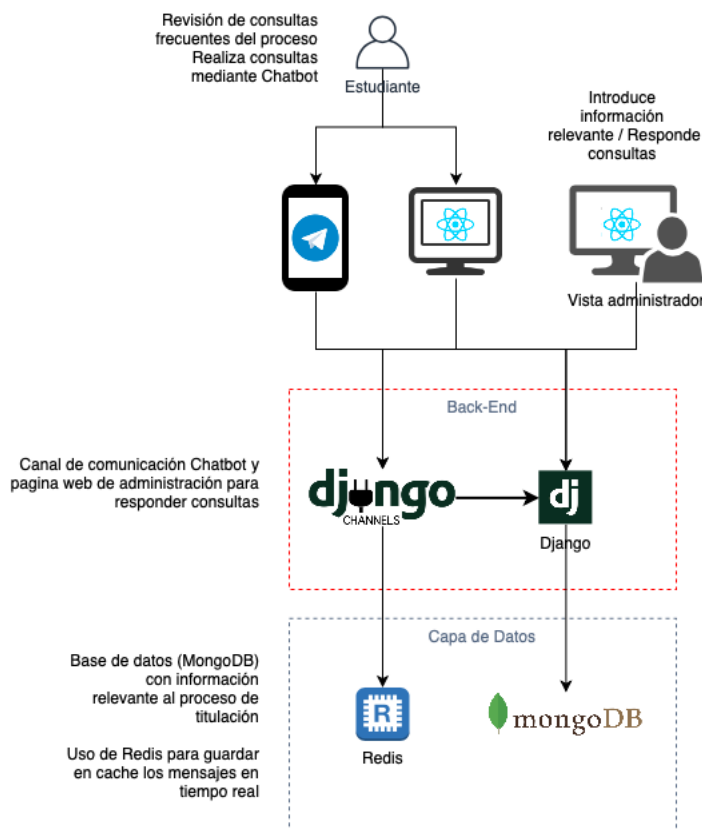 Revisión de consultas
frecuentes del proceso
Realiza consultas
mediante Chatbot
Estudiante
Introduce
información
relevante / Responde
consultas
Vista administrador
Back-End
Canal de comunicación Chatbot y
pagina web de administración para
responder consultas
django
CHANNELS
dj
Django
Capa de Datos
Base de datos (MongoDB)
con información
relevante al proceso de
titulación
Uso de Redis para guardar
en cache los mensajes en
tiempo real
R
Redis
mongoDB